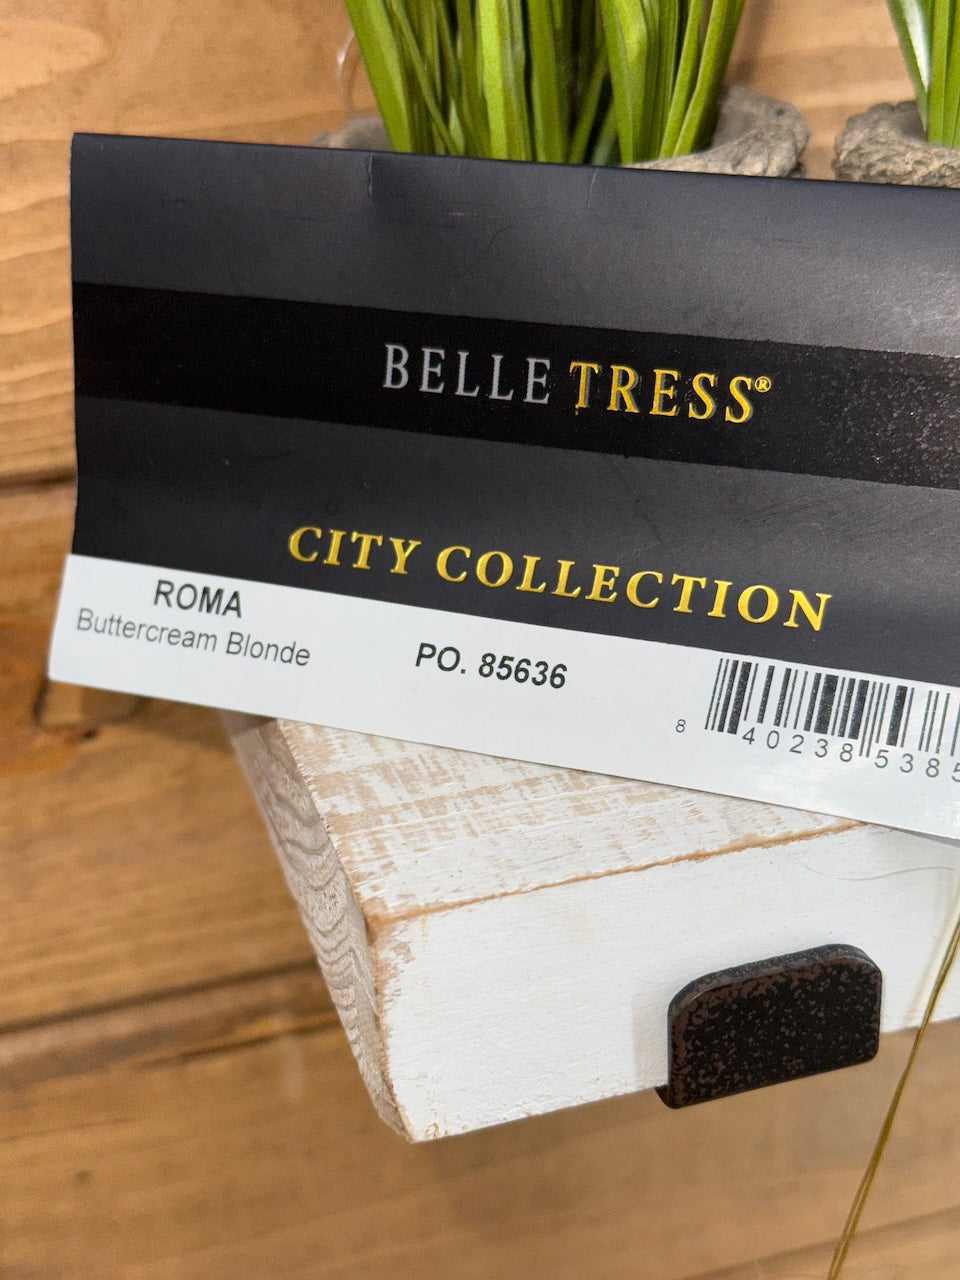 BELLE TRESS®
CITY COLLECTION
ROMA
Buttercream Blonde
PO. 85636
8 40238 5385